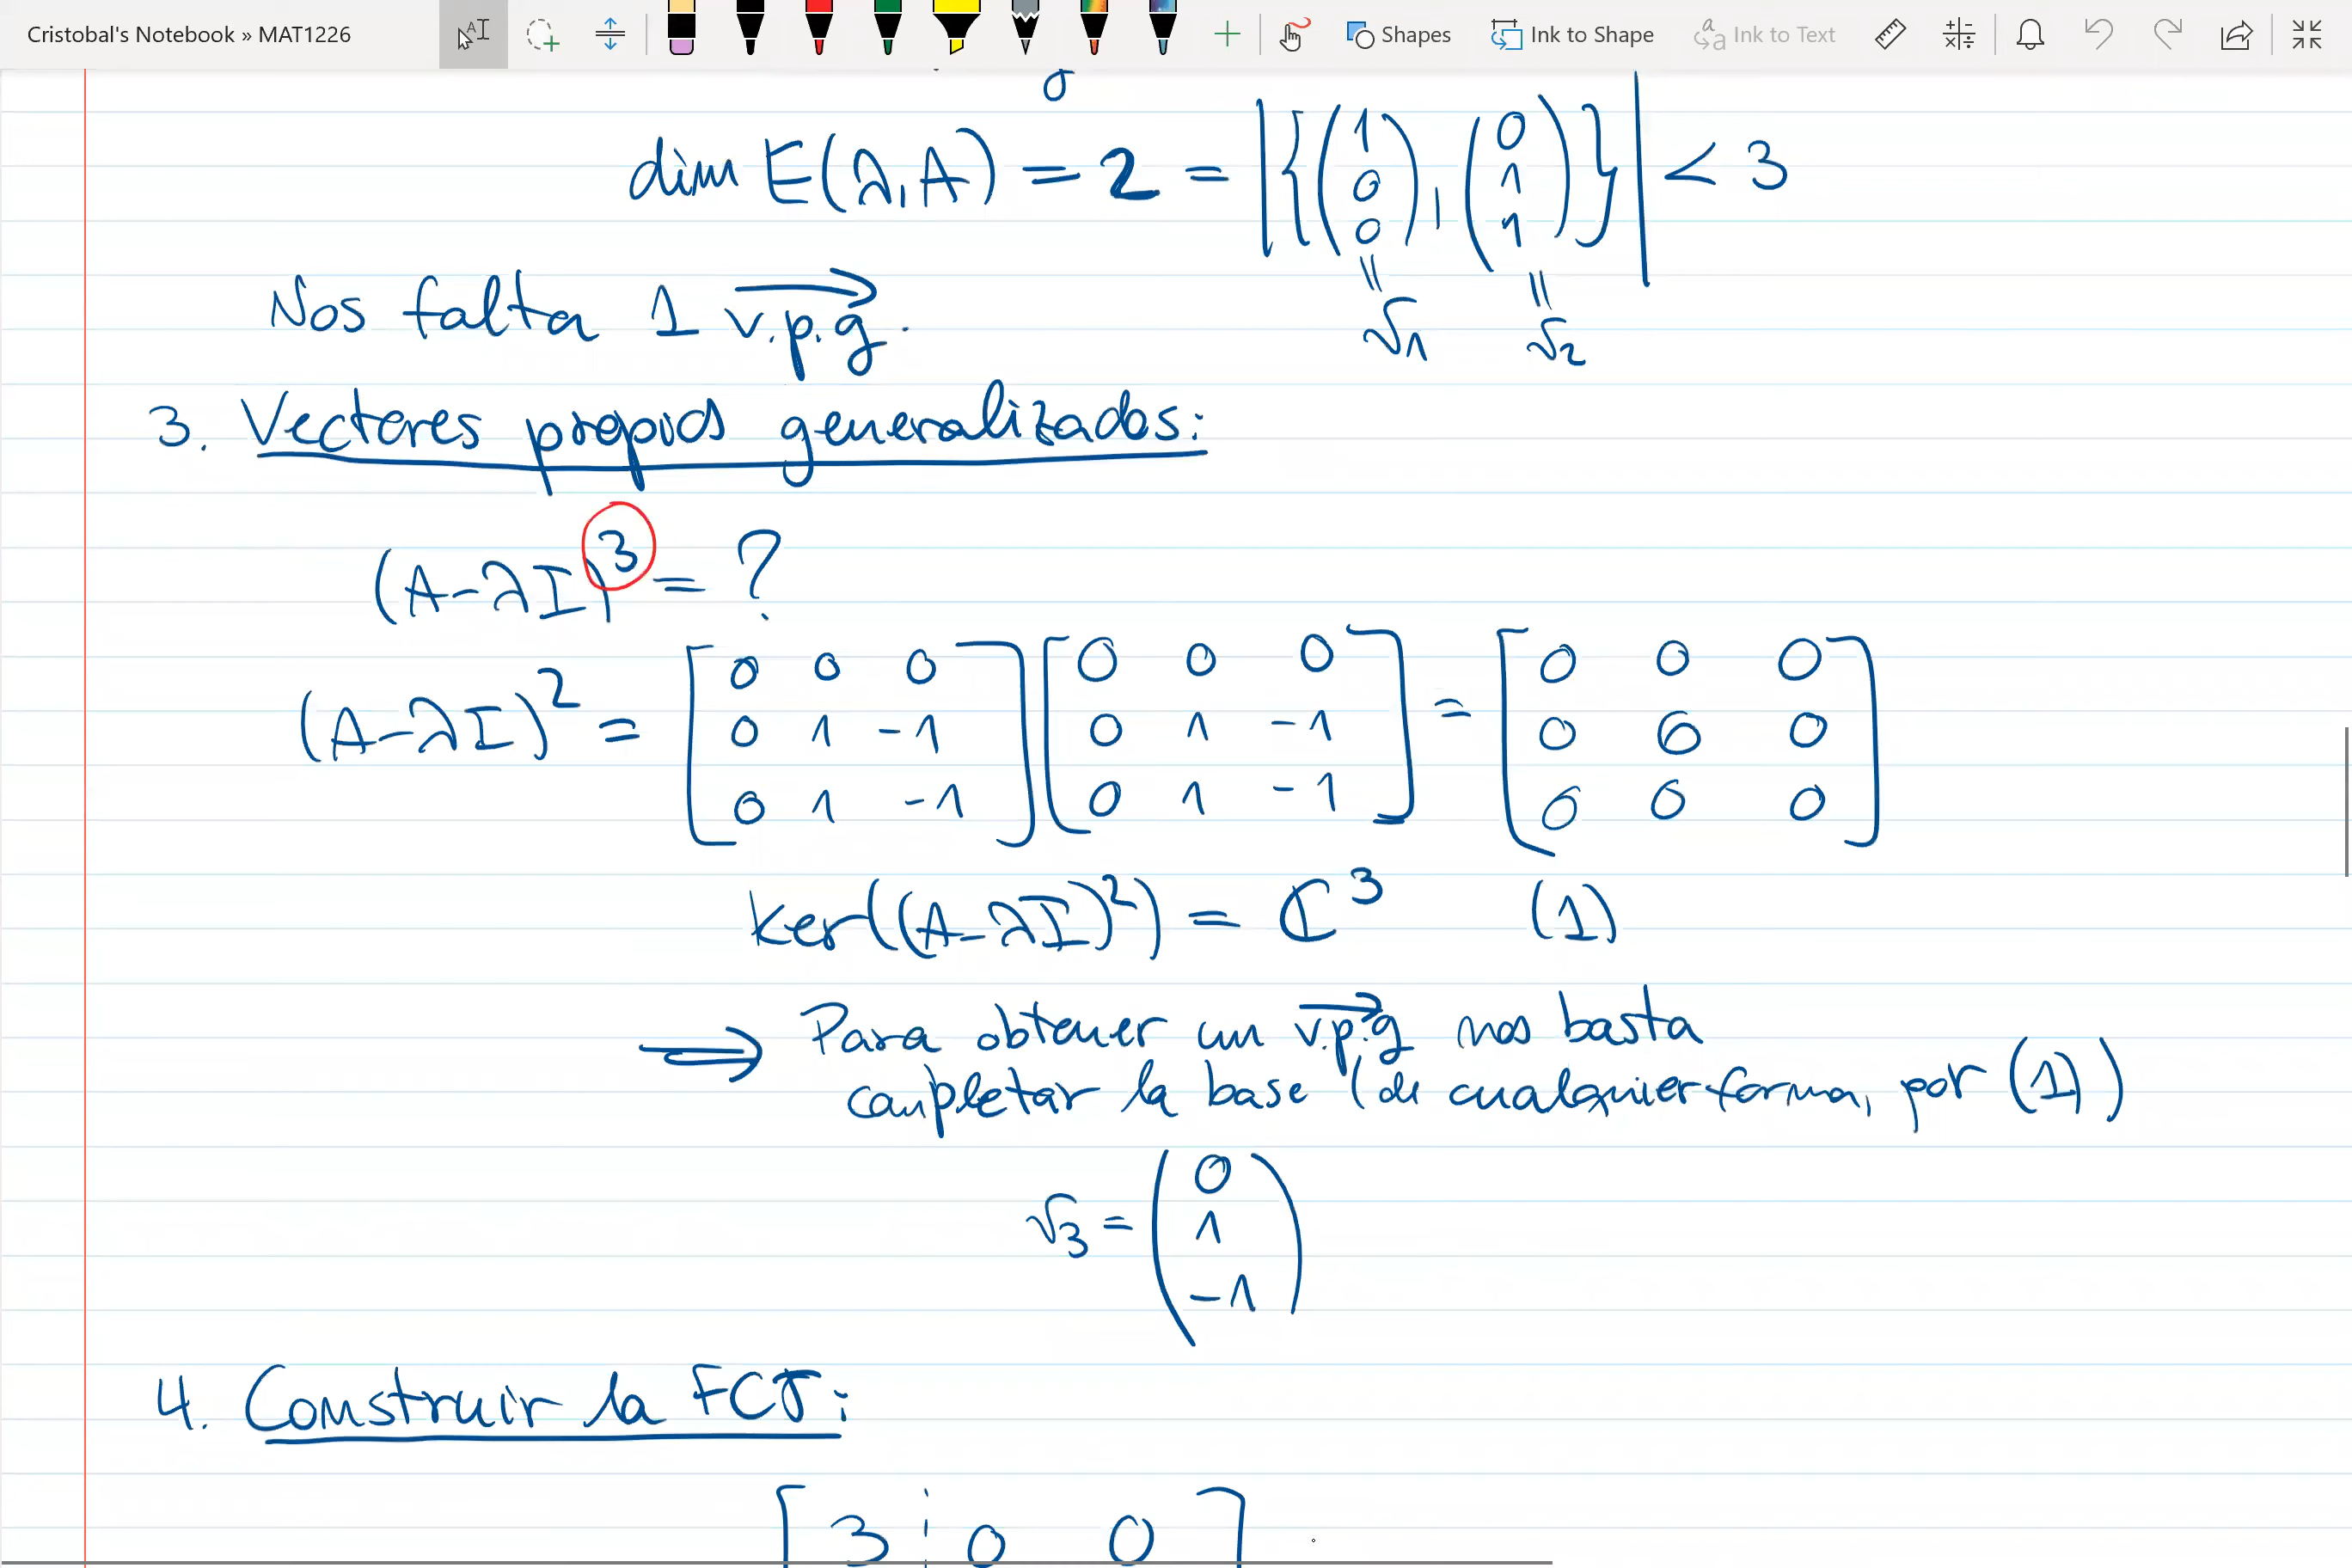 Cristobal's Notebook » MAT1226
Shapes
Ink to Shape
Ink to Text
dim E(λ,A) = 2 = |{(1 0 0), (0 1 1)}| < 3
= v₁ = v₂
Nos falta 1 v.p.g.
3. Vectores propios generalizados:
(A-λI)³ = ?
(A-λI)² = [0 0 0; 0 1 -1; 0 1 -1] [0 0 0; 0 1 -1; 0 1 -1] = [0 0 0; 0 0 0; 0 0 0]
ker((A-λI)²) = ℂ³ (1)
⟹ Para obtener un v.p.g nos basta
completar la base (de cualquier forma, por (1))
v₃ = (0 1 -1)
4. Construir la FCJ:
[3 0 0]